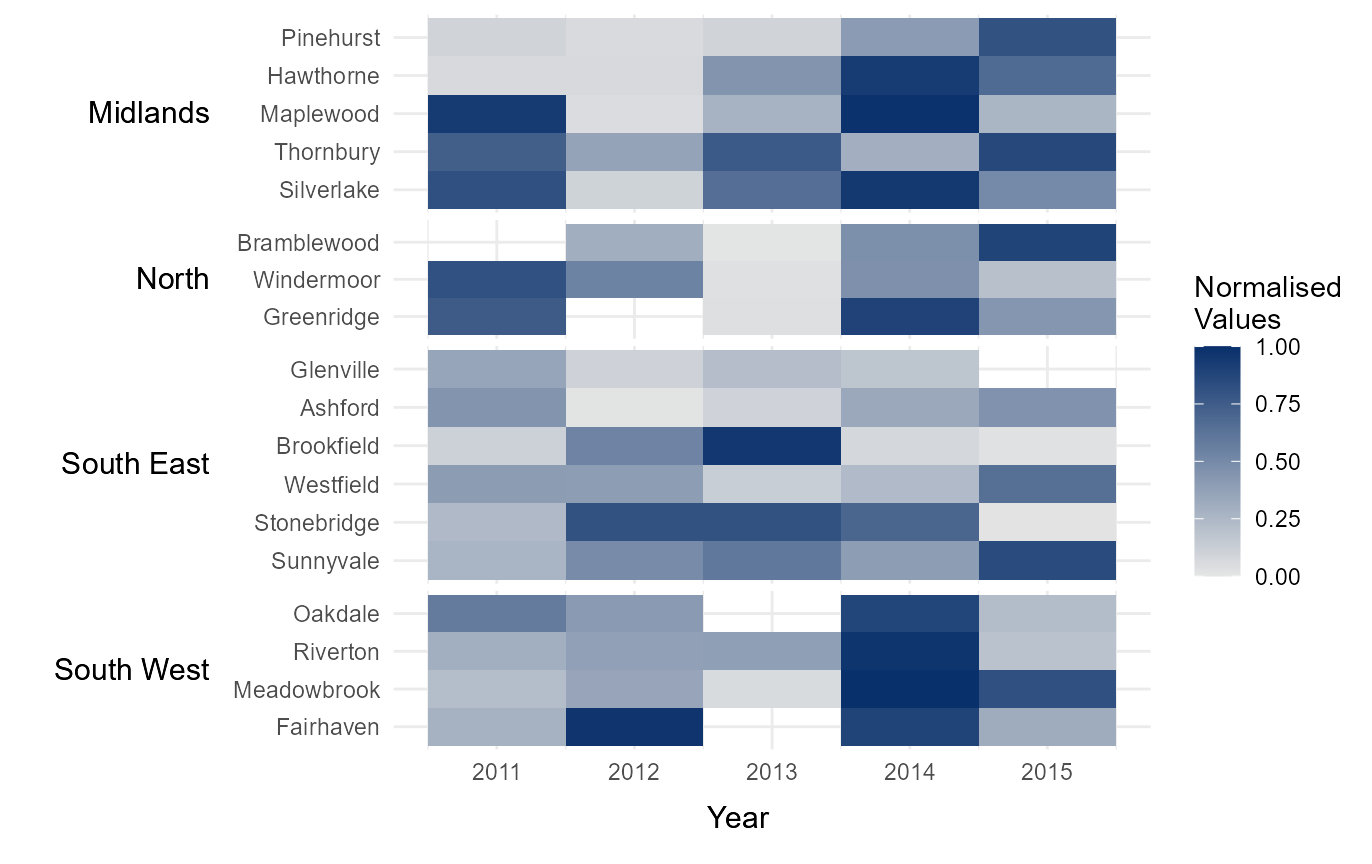 Midlands
Pinehurst
Hawthorne
Maplewood
Thornbury
Silverlake
North
Bramblewood
Windermoor
Greenridge
South East
Glenville
Ashford
Brookfield
Westfield
Stonebridge
Sunnyvale
South West
Oakdale
Riverton
Meadowbrook
Fairhaven
2011 2012 2013 2014 2015
Year
Normalised
Values
1.00
0.75
0.50
0.25
0.00